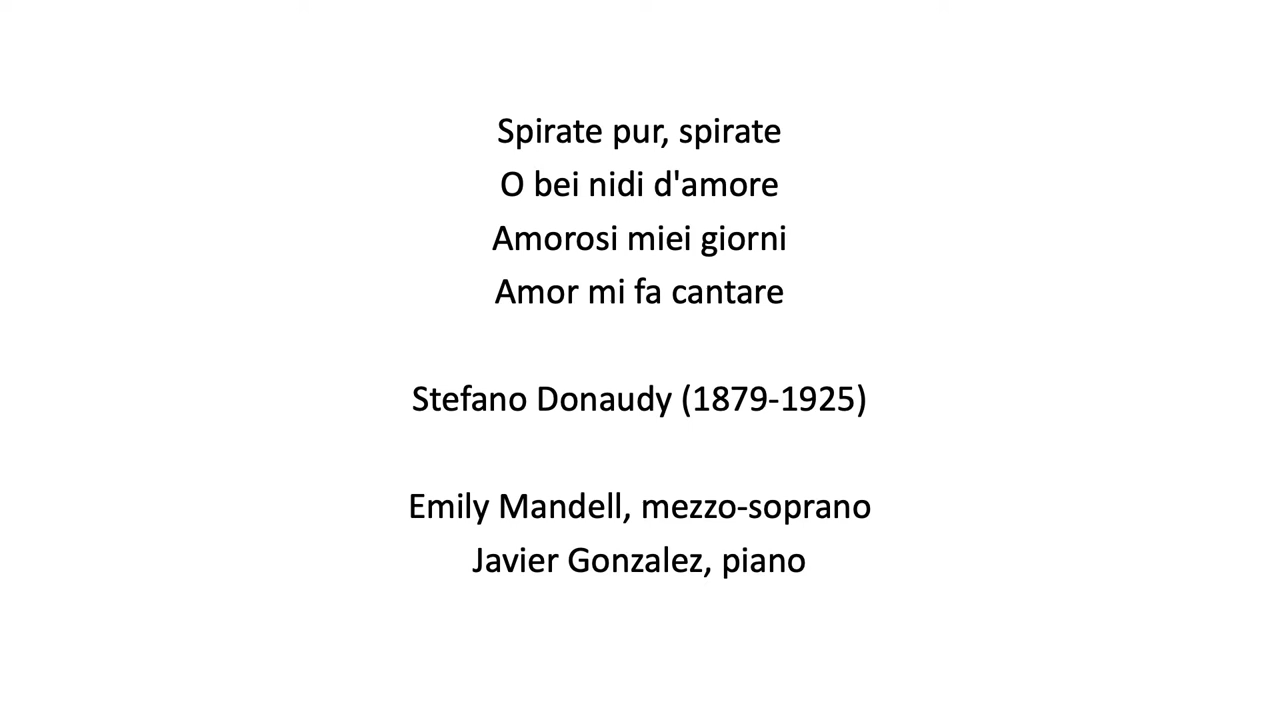 Spirate pur, spirate
O bei nidi d'amore
Amorosi miei giorni
Amor mi fa cantare
Stefano Donaudy (1879-1925)
Emily Mandell, mezzo-soprano
Javier Gonzalez, piano